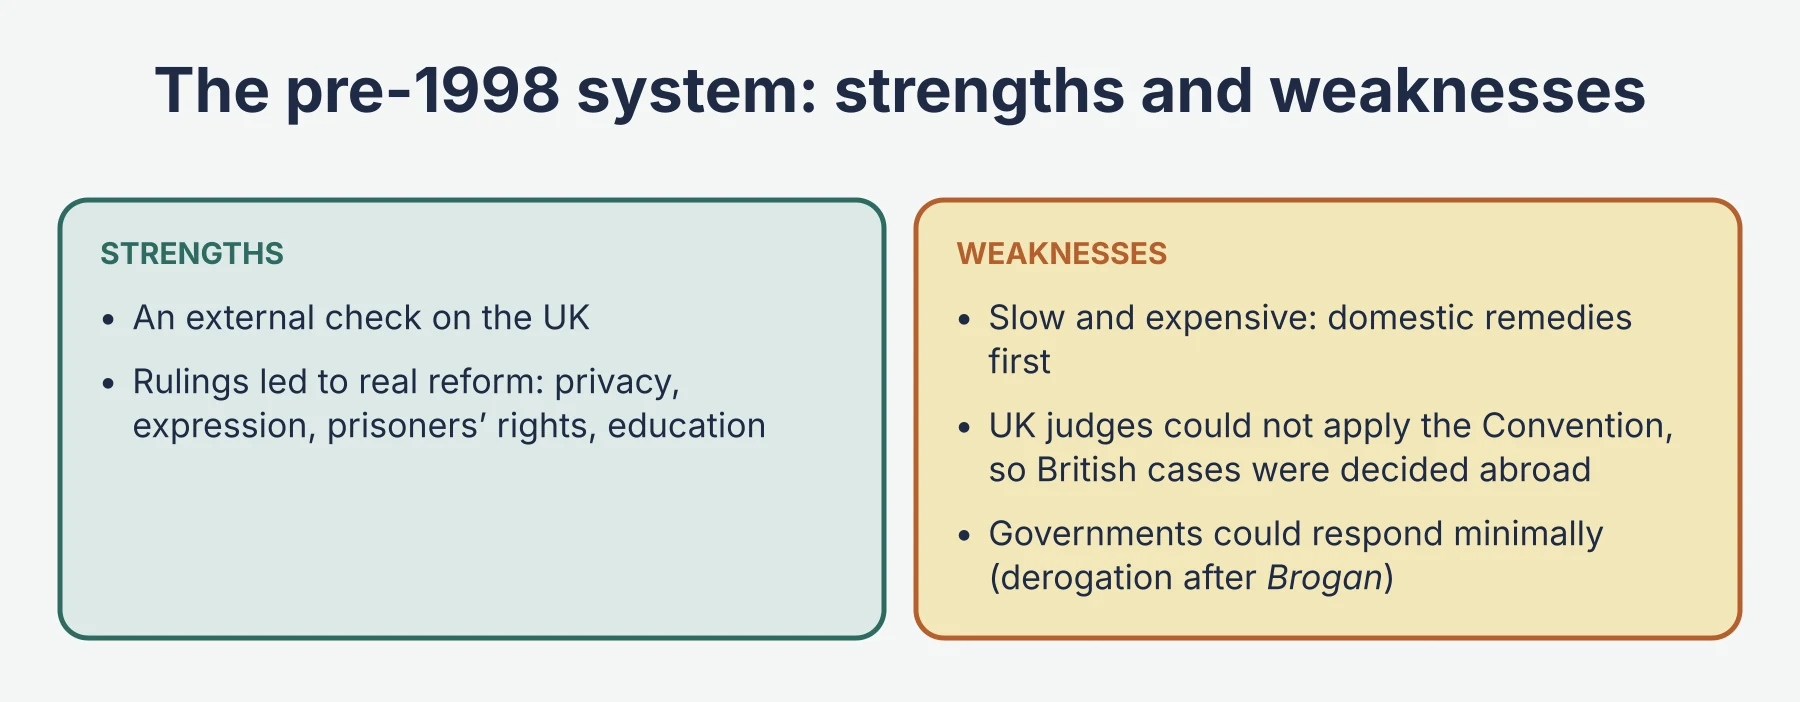 The pre-1998 system: strengths and weaknesses
STRENGTHS
• An external check on the UK
• Rulings led to real reform: privacy,
expression, prisoners’ rights, education
WEAKNESSES
• Slow and expensive: domestic remedies
first
• UK judges could not apply the Convention,
so British cases were decided abroad
• Governments could respond minimally
(derogation after Brogan)